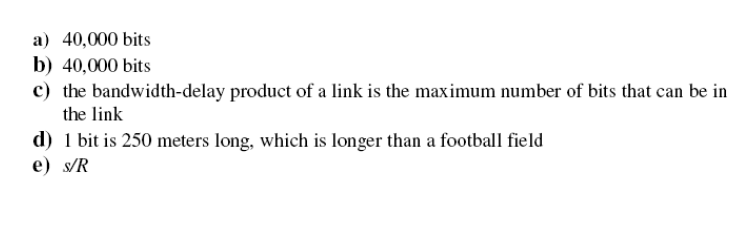 a) 40,000 bits
b) 40,000 bits
c) the bandwidth-delay product of a link is the maximum number of bits that can be in
the link
d) 1 bit is 250 meters long, which is longer than a football field
e) s/R